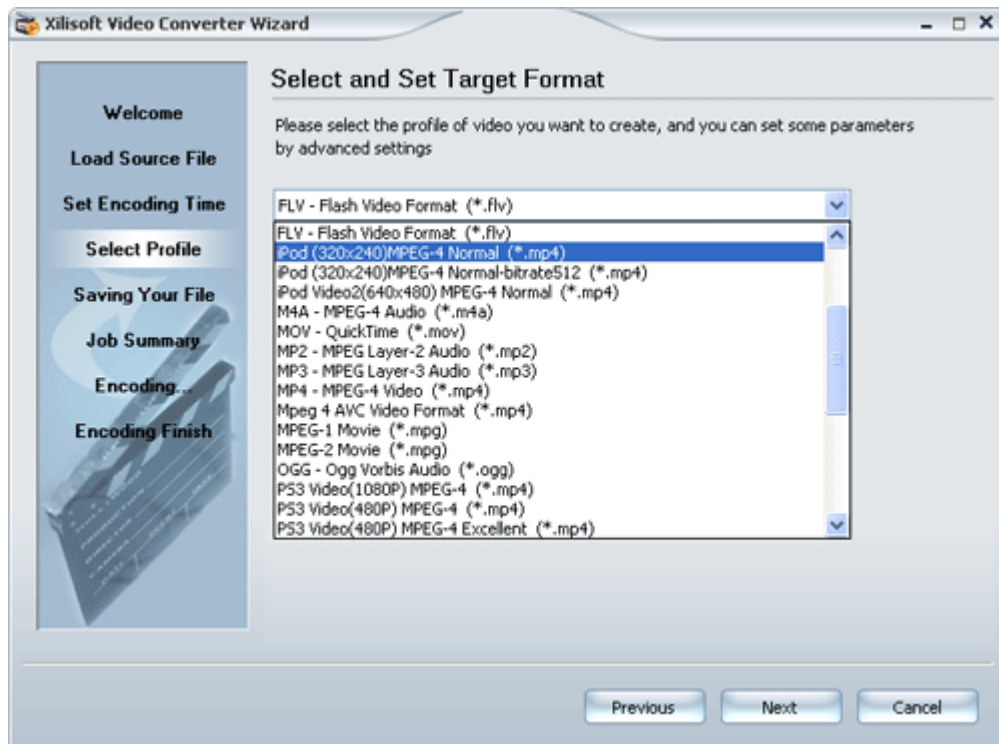 Xilisoft Video Converter Wizard
Welcome
Load Source File
Set Encoding Time
Select Profile
Saving Your File
Job Summary
Encoding...
Encoding Finish
Select and Set Target Format
Please select the profile of video you want to create, and you can set some parameters
by advanced settings
FLV - Flash Video Format (*.flv)
FLV - Flash Video Format (*.flv)
iPod (320x240)MPEG-4 Normal (*.mp4)
iPod (320x240)MPEG-4 Normal-bitrate512 (*.mp4)
iPod Video2(640x480) MPEG-4 Normal (*.mp4)
M4A - MPEG-4 Audio (*.m4a)
MOV - QuickTime (*.mov)
MP2 - MPEG Layer-2 Audio (*.mp2)
MP3 - MPEG Layer-3 Audio (*.mp3)
MP4 - MPEG-4 Video (*.mp4)
Mpeg 4 AVC Video Format (*.mp4)
MPEG-1 Movie (*.mpg)
MPEG-2 Movie (*.mpg)
OGG - Ogg Vorbis Audio (*.ogg)
PS3 Video(1080P) MPEG-4 (*.mp4)
PS3 Video(480P) MPEG-4 (*.mp4)
PS3 Video(480P) MPEG-4 Excellent (*.mp4)
Previous
Next
Cancel